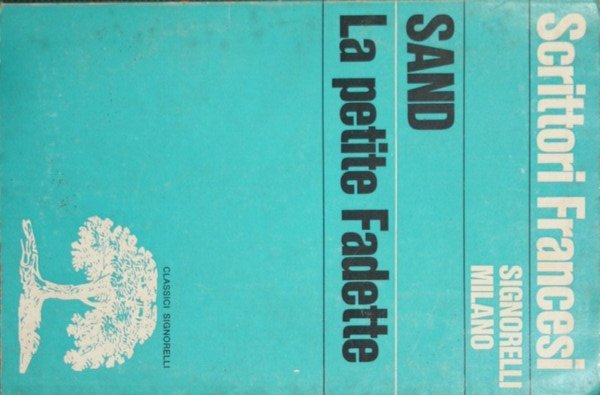 Scrittori Francesi
SIGNORELLI
MILANO
SAND
La petite Fadette
CLASSICI SIGNORELLI